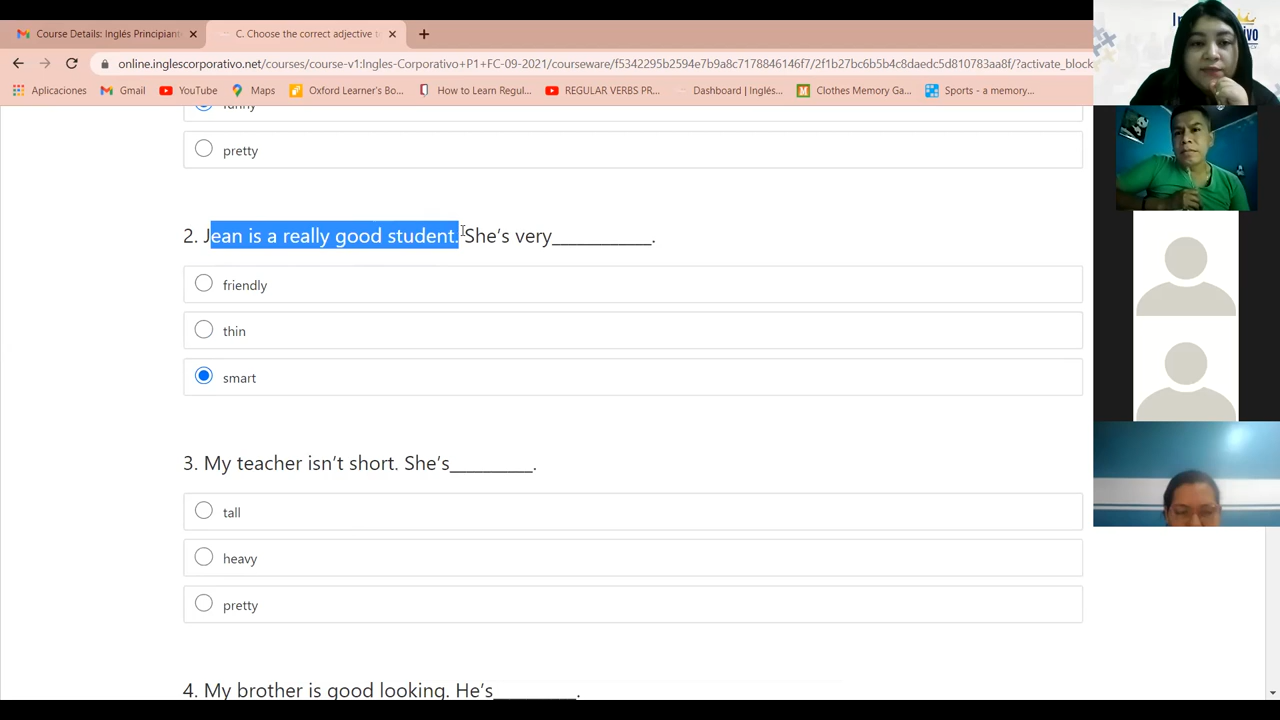 Course Details: Inglés Principiant
C. Choose the correct adjective t
online.inglescorporativo.net/courses/course-v1:Ingles-Corporativo+P1+FC-09-2021/courseware/f5342295b2594e7b9a8c7178846146f7/2f1b27bc6b5b4c8daedc5d810783aa8f/?activate_block
Aplicaciones Gmail YouTube Maps Oxford Learner's Bo... How to Learn Regul... REGULAR VERBS PR... Dashboard | Inglés... Clothes Memory Ga... Sports - a memory...
funny
pretty
2. Jean is a really good student. She's very___________.
friendly
thin
smart
3. My teacher isn't short. She's_________.
tall
heavy
pretty
4. My brother is good looking. He's_________.